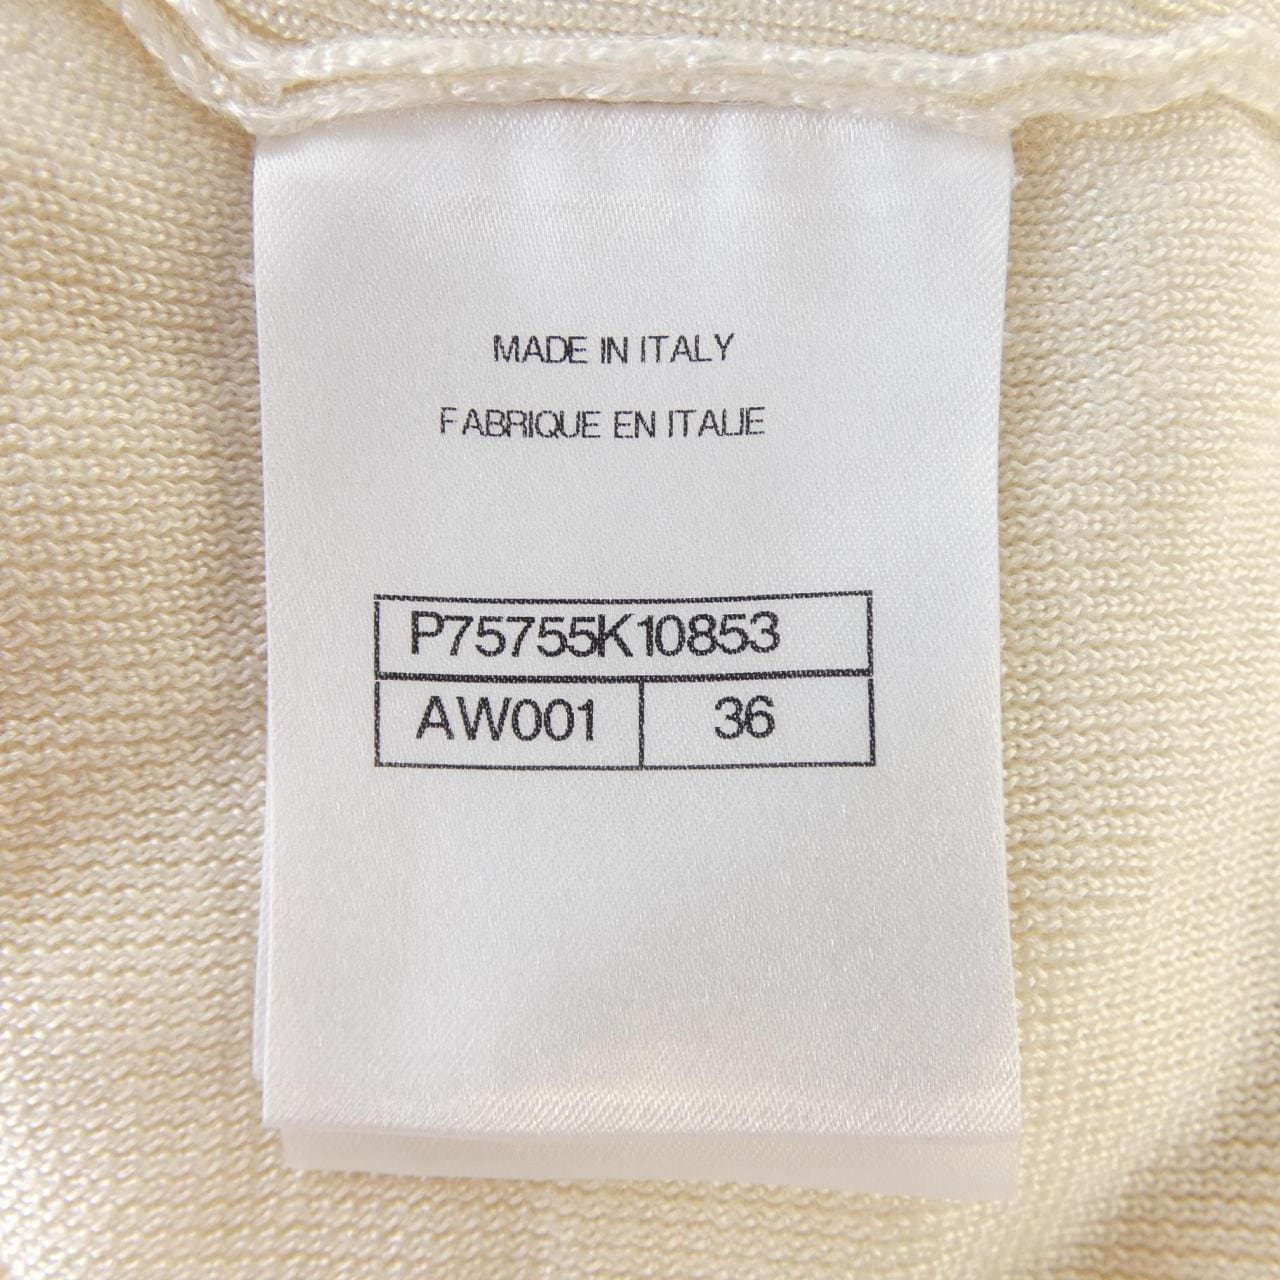 MADE IN ITALY
FABRIQUE EN ITALIE
P75755K10853
AW001 36